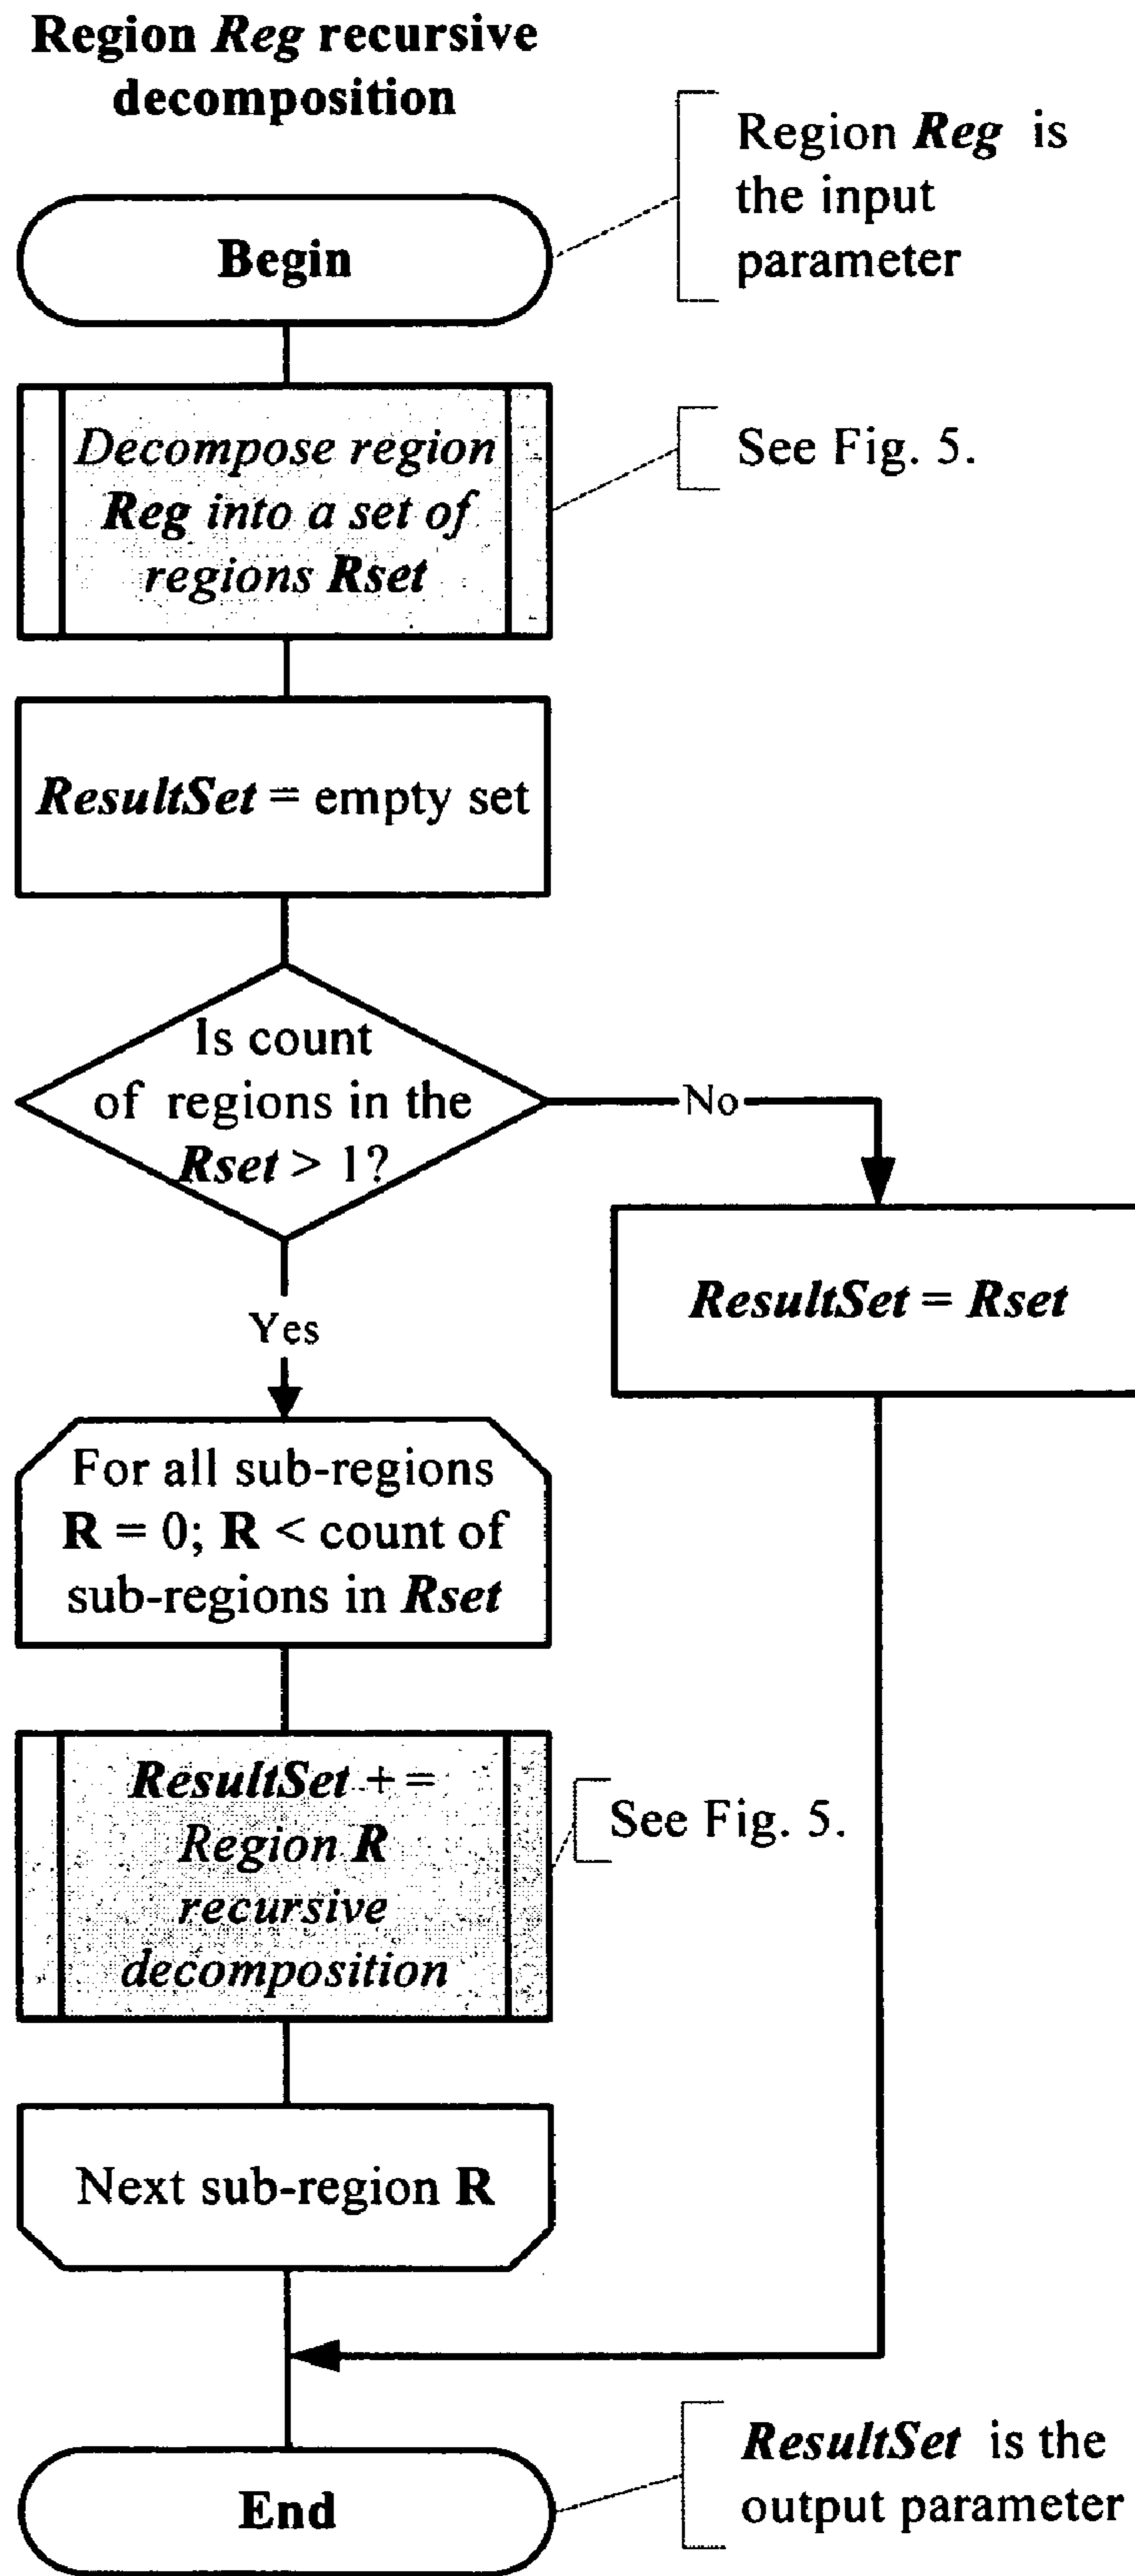 Region Reg recursive
decomposition
Region Reg is
the input
parameter
Begin
Decompose region
Reg into a set of
regions Rset
See Fig. 5.
ResultSet = empty set
Is count
of regions in the
Rset > 1?
No
Yes
ResultSet = Rset
For all sub-regions
R = 0; R < count of
sub-regions in Rset
ResultSet + =
Region R
recursive
decomposition
See Fig. 5.
Next sub-region R
End
ResultSet is the
output parameter